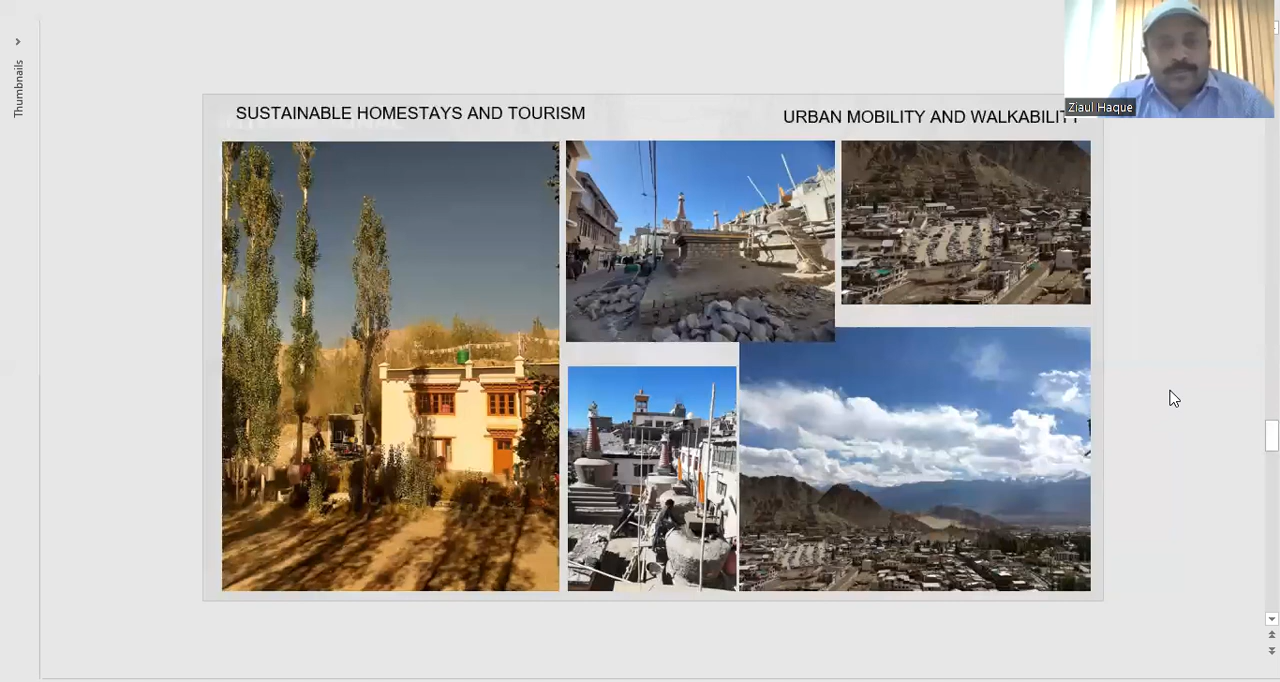 Thumbnails
SUSTAINABLE HOMESTAYS AND TOURISM
URBAN MOBILITY AND WALKABILITY
Ziaul Haque